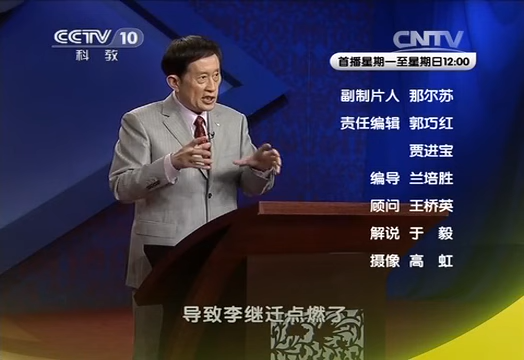 CCTV 10
科教
CNTV
首播星期一至星期日12:00
副制片人 那尔苏
责任编辑 郭巧红
贾进宝
编导 兰培胜
顾问 王桥英
解说 于毅
摄像 高虹
导致李继迁点燃了